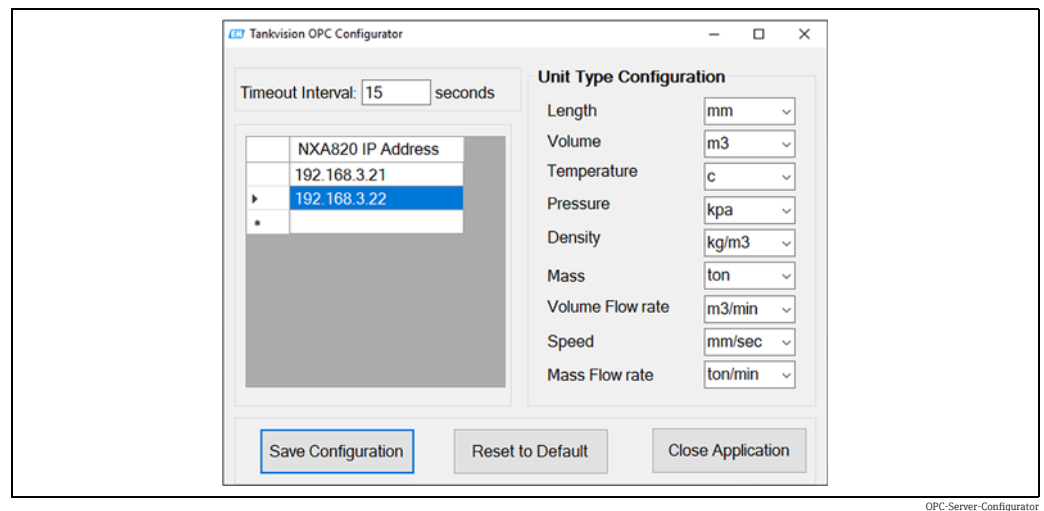 Tankvision OPC Configurator
Timeout Interval: 15 seconds
NXA820 IP Address
192.168.3.21
192.168.3.22
Unit Type Configuration
Length mm
Volume m3
Temperature c
Pressure kpa
Density kg/m3
Mass ton
Volume Flow rate m3/min
Speed mm/sec
Mass Flow rate ton/min
Save Configuration Reset to Default Close Application
OPC-Server-Configurator